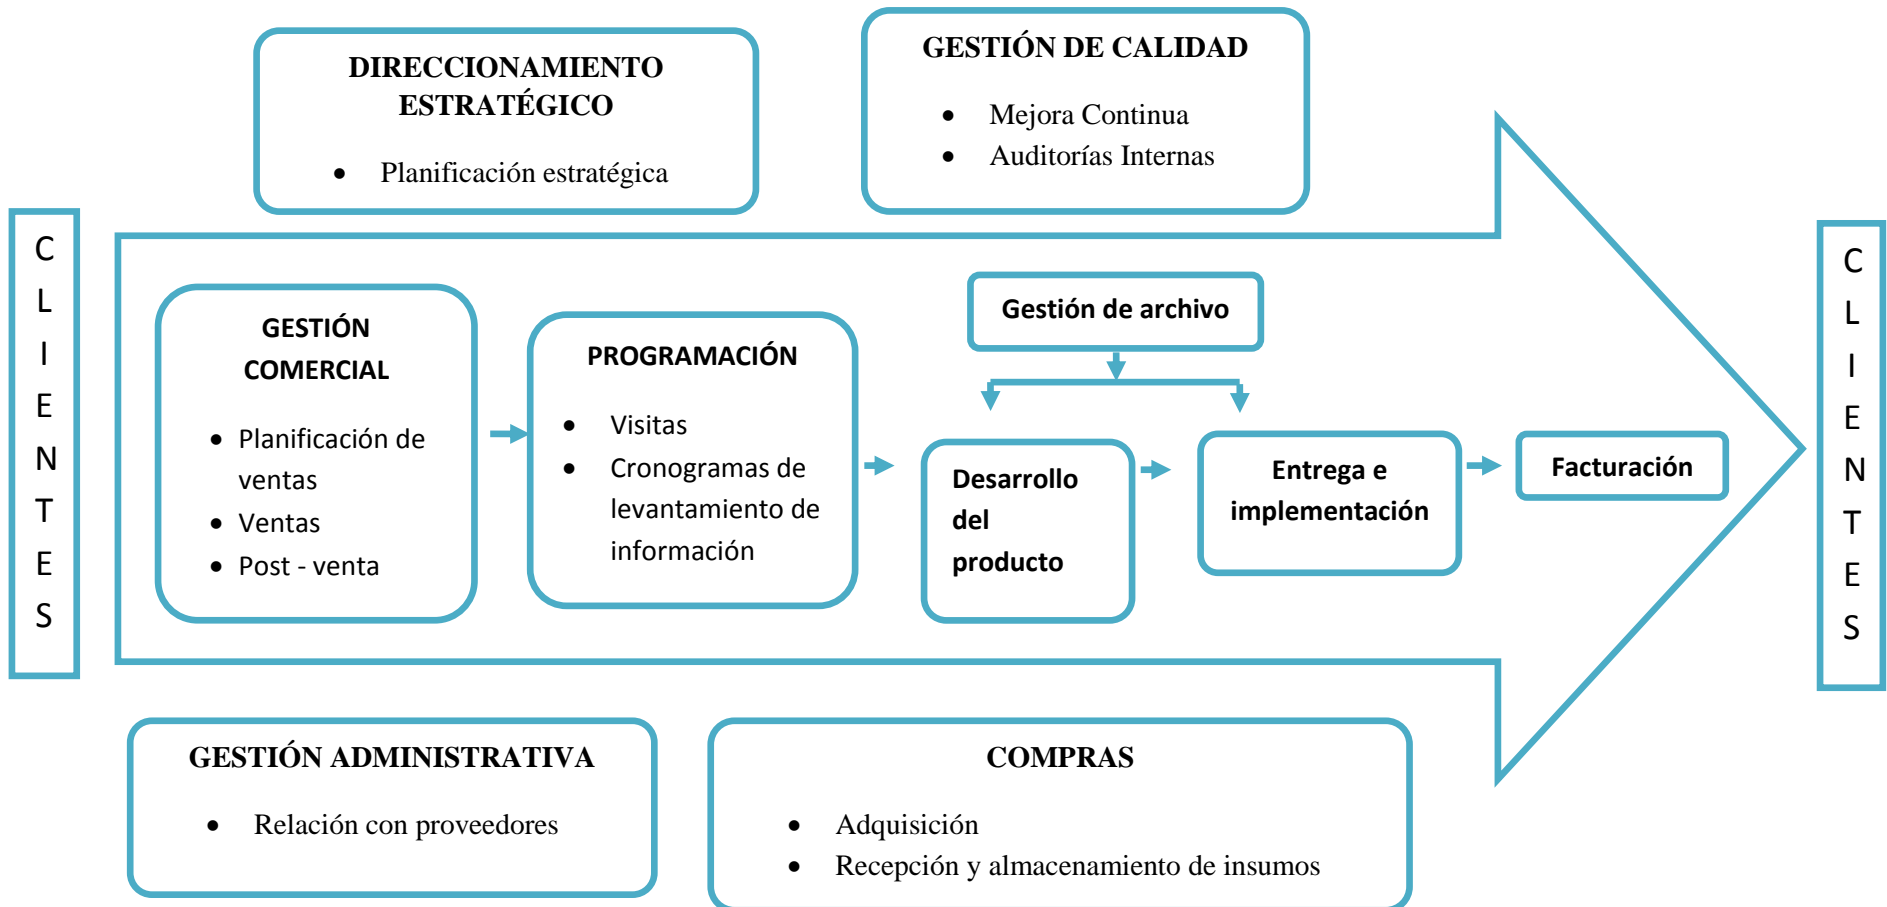 DIRECCIONAMIENTO
ESTRATÉGICO
• Planificación estratégica
GESTIÓN DE CALIDAD
• Mejora Continua
• Auditorías Internas
C
L
I
E
N
T
E
S
GESTIÓN
COMERCIAL
• Planificación de
ventas
• Ventas
• Post - venta
PROGRAMACIÓN
• Visitas
• Cronogramas de
levantamiento de
información
Gestión de archivo
Desarrollo
del
producto
Entrega e
implementación
Facturación
C
L
I
E
N
T
E
S
GESTIÓN ADMINISTRATIVA
• Relación con proveedores
COMPRAS
• Adquisición
• Recepción y almacenamiento de insumos